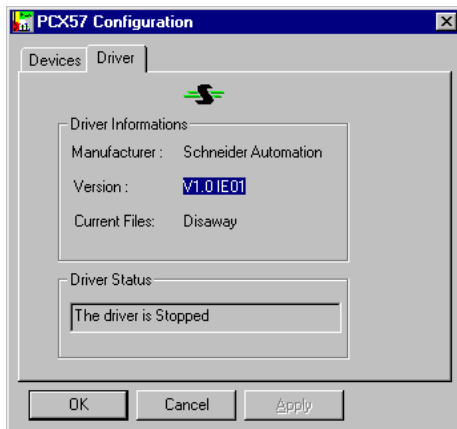 PCX57 Configuration
Devices Driver
Driver Informations
Manufacturer : Schneider Automation
Version : V1.0 IE01
Current Files: Disaway
Driver Status
The driver is Stopped
OK Cancel Apply